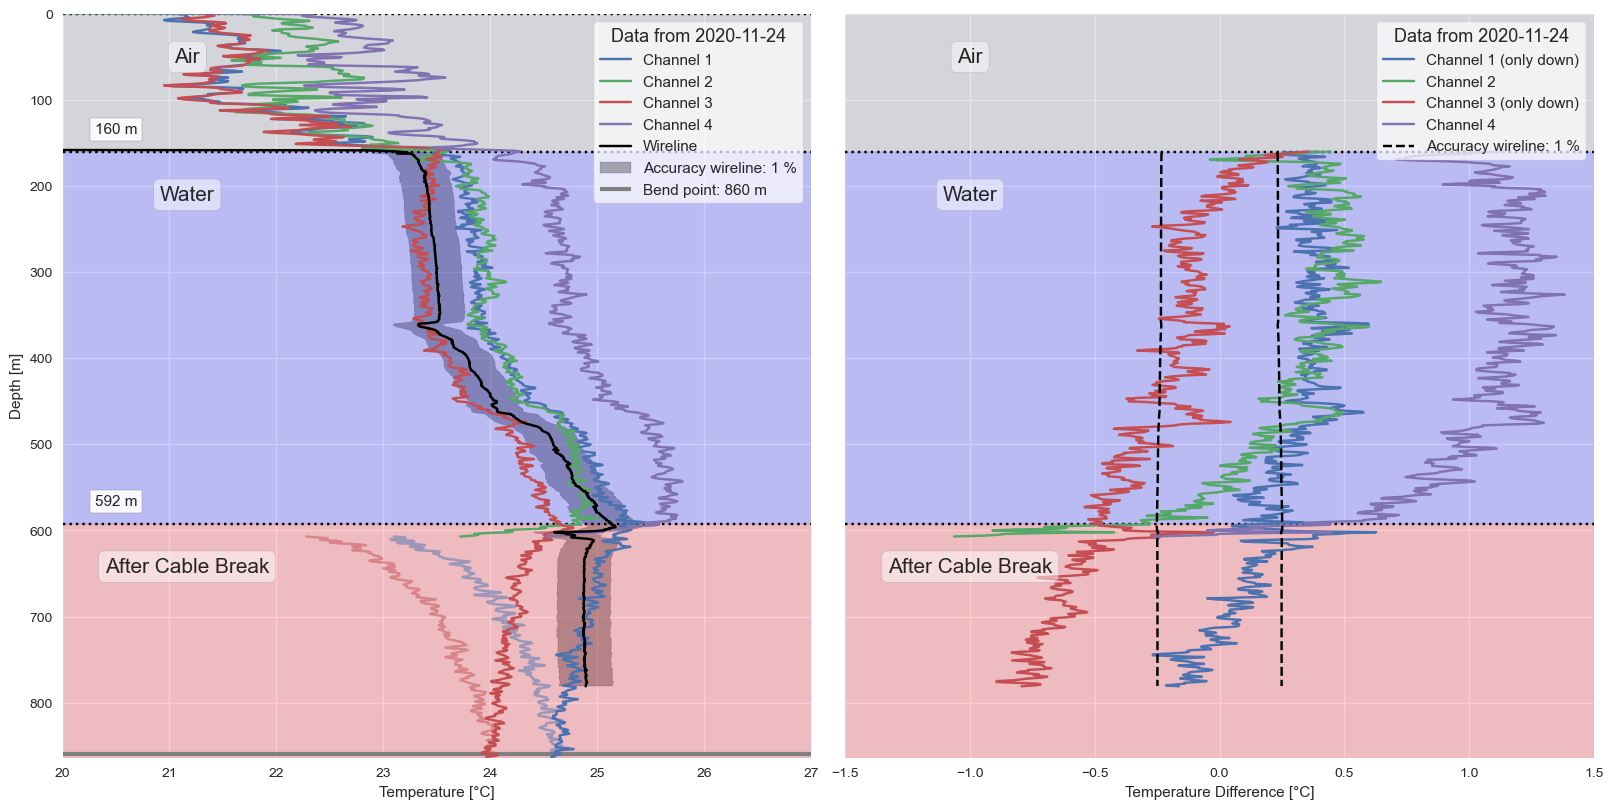 Data from 2020-11-24
Channel 1
Channel 2
Channel 3
Channel 4
Wireline
Accuracy wireline: 1 %
Bend point: 860 m
Air
160 m
Water
592 m
After Cable Break
0
100
200
300
400
500
600
700
800
Depth [m]
20
21
22
23
24
25
26
27
Temperature [°C]
Data from 2020-11-24
Channel 1 (only down)
Channel 2
Channel 3 (only down)
Channel 4
Accuracy wireline: 1 %
Air
Water
After Cable Break
−1.5
−1.0
−0.5
0.0
0.5
1.0
1.5
Temperature Difference [°C]